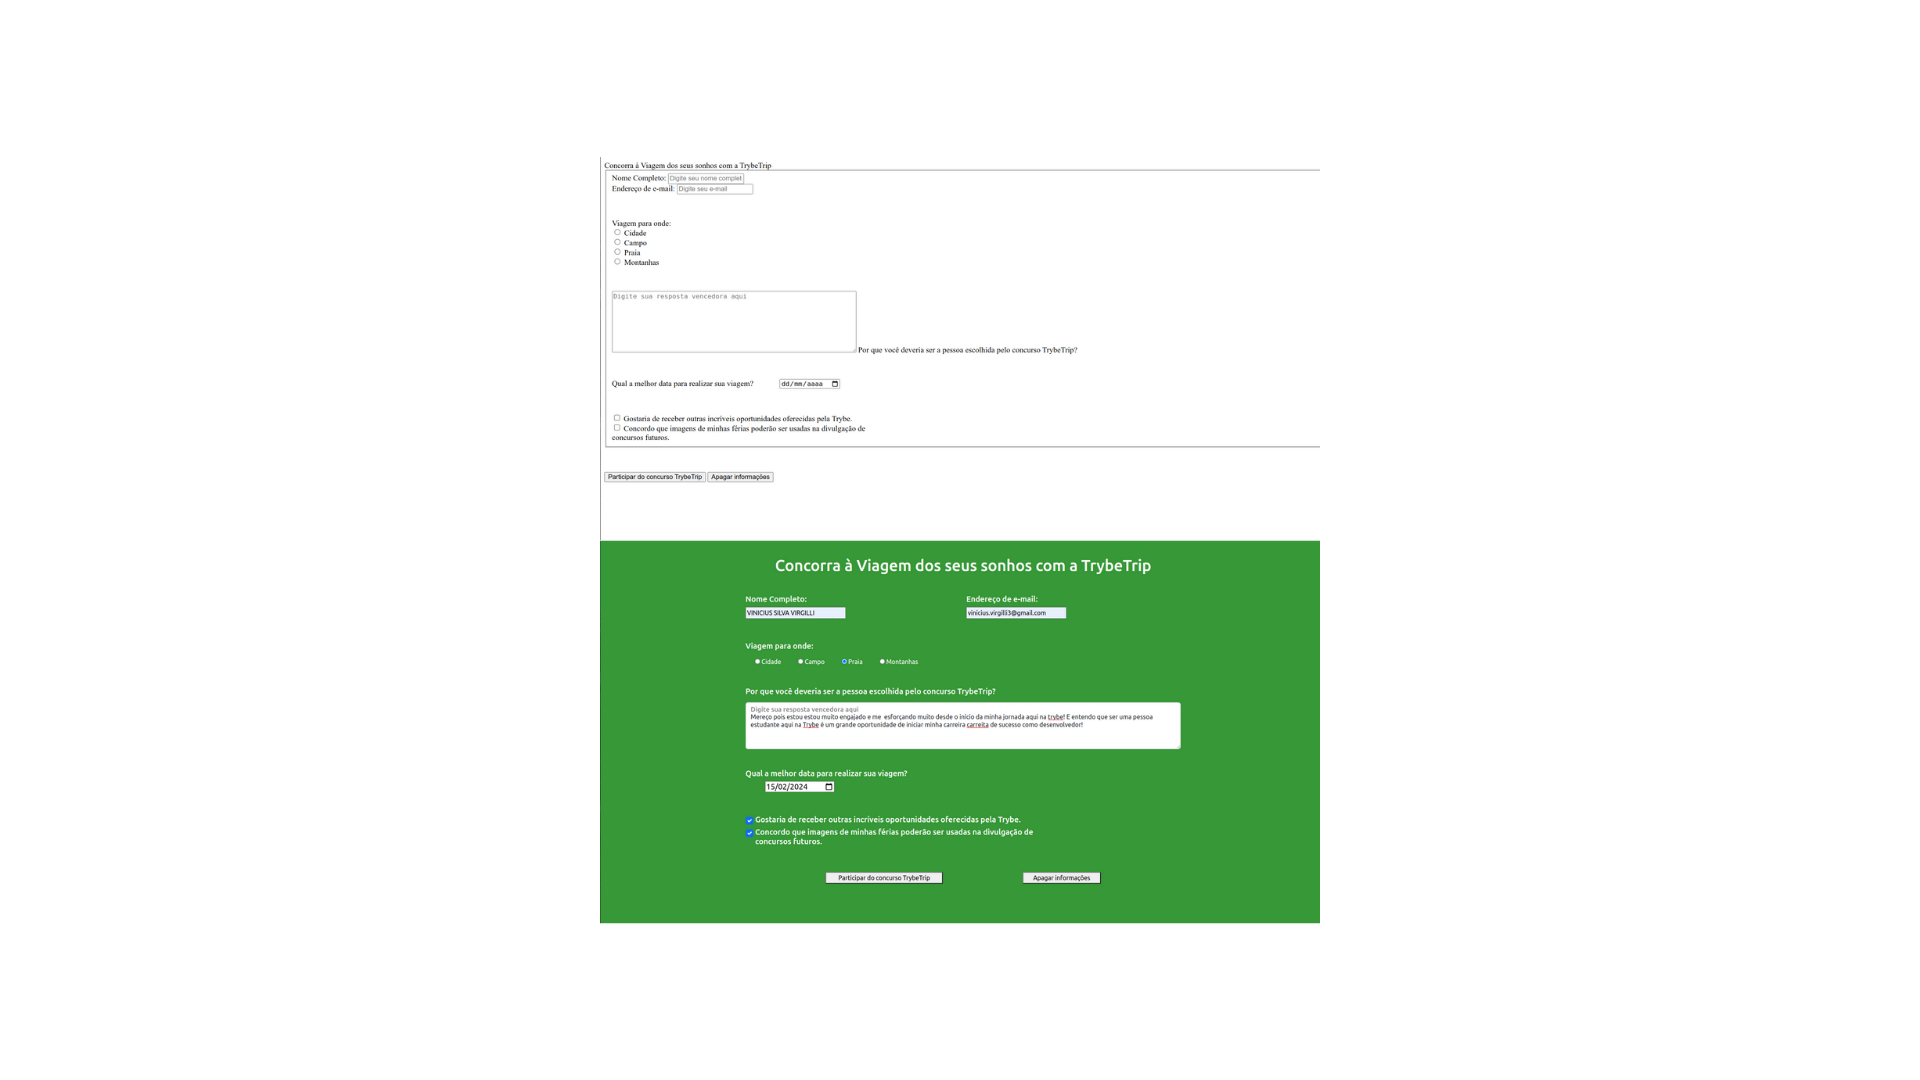 Concorra à Viagem dos seus sonhos com a TrybeTrip
Nome Completo: Digite seu nome complet
Endereço de e-mail: Digite seu e-mail
Viagem para onde:
Cidade
Campo
Praia
Montanhas
Digite sua resposta vencedora aqui
Por que você deveria ser a pessoa escolhida pelo concurso TrybeTrip?
Qual a melhor data para realizar sua viagem? dd/mm/aaaa
Gostaria de receber outras incríveis oportunidades oferecidas pela Trybe.
Concordo que imagens de minhas férias poderão ser usadas na divulgação de
concursos futuros.
Participar do concurso TrybeTrip Apagar informações
Concorra à Viagem dos seus sonhos com a TrybeTrip
Nome Completo: Endereço de e-mail:
VINICIUS SILVA VIRGILLI vinicius.virgilli3@gmail.com
Viagem para onde:
Cidade Campo Praia Montanhas
Por que você deveria ser a pessoa escolhida pelo concurso TrybeTrip?
Digite sua resposta vencedora aqui
Mereço pois estou estou muito engajado e me esforçando muito desde o início da minha jornada aqui na trybe! E entendo que ser uma pessoa
estudante aqui na Trybe é um grande oportunidade de iniciar minha carreira carreita de sucesso como desenvolvedor!
Qual a melhor data para realizar sua viagem?
15/02/2024
Gostaria de receber outras incríveis oportunidades oferecidas pela Trybe.
Concordo que imagens de minhas férias poderão ser usadas na divulgação de
concursos futuros.
Participar do concurso TrybeTrip Apagar informações